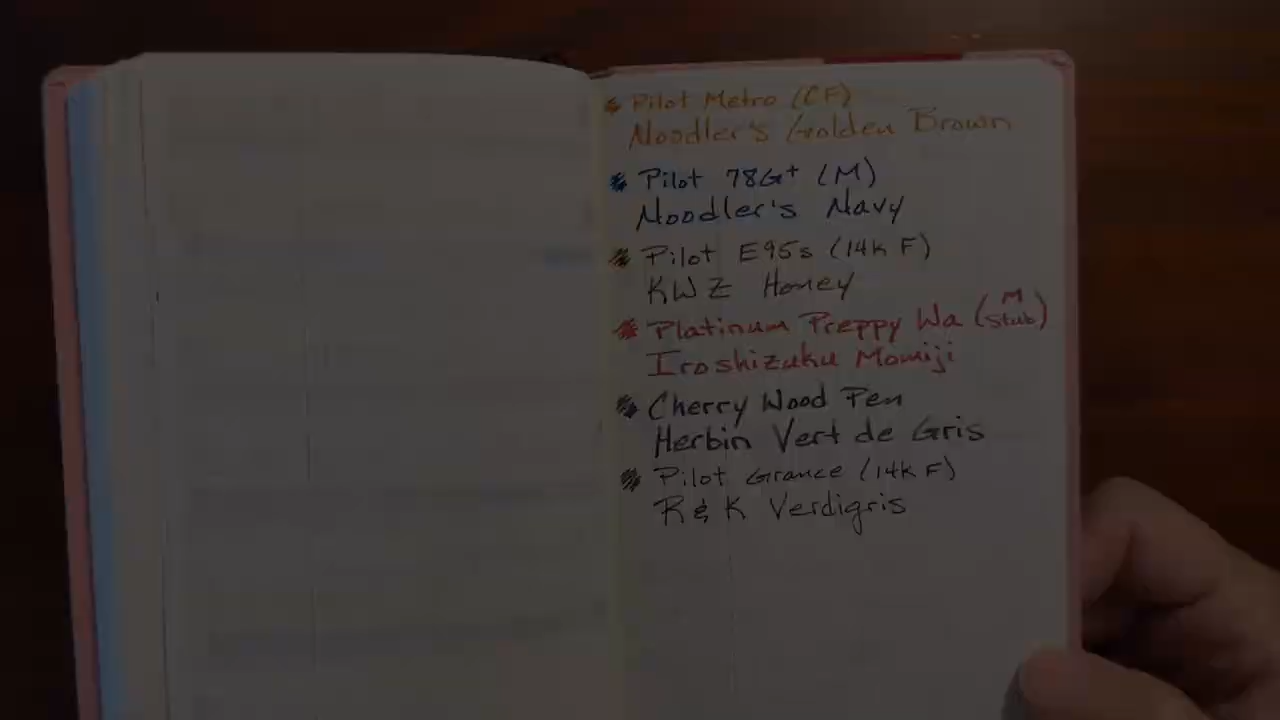 Pilot Metro (CF)
Noodler's Golden Brown
Pilot 78G+ (M)
Noodler's Navy
Pilot E95s (14k F)
KWZ Honey
Platinum Preppy Wa (M Stub)
Iroshizuku Momiji
Cherry Wood Pen
Herbin Vert de Gris
Pilot Grance (14k F)
R & K Verdigris